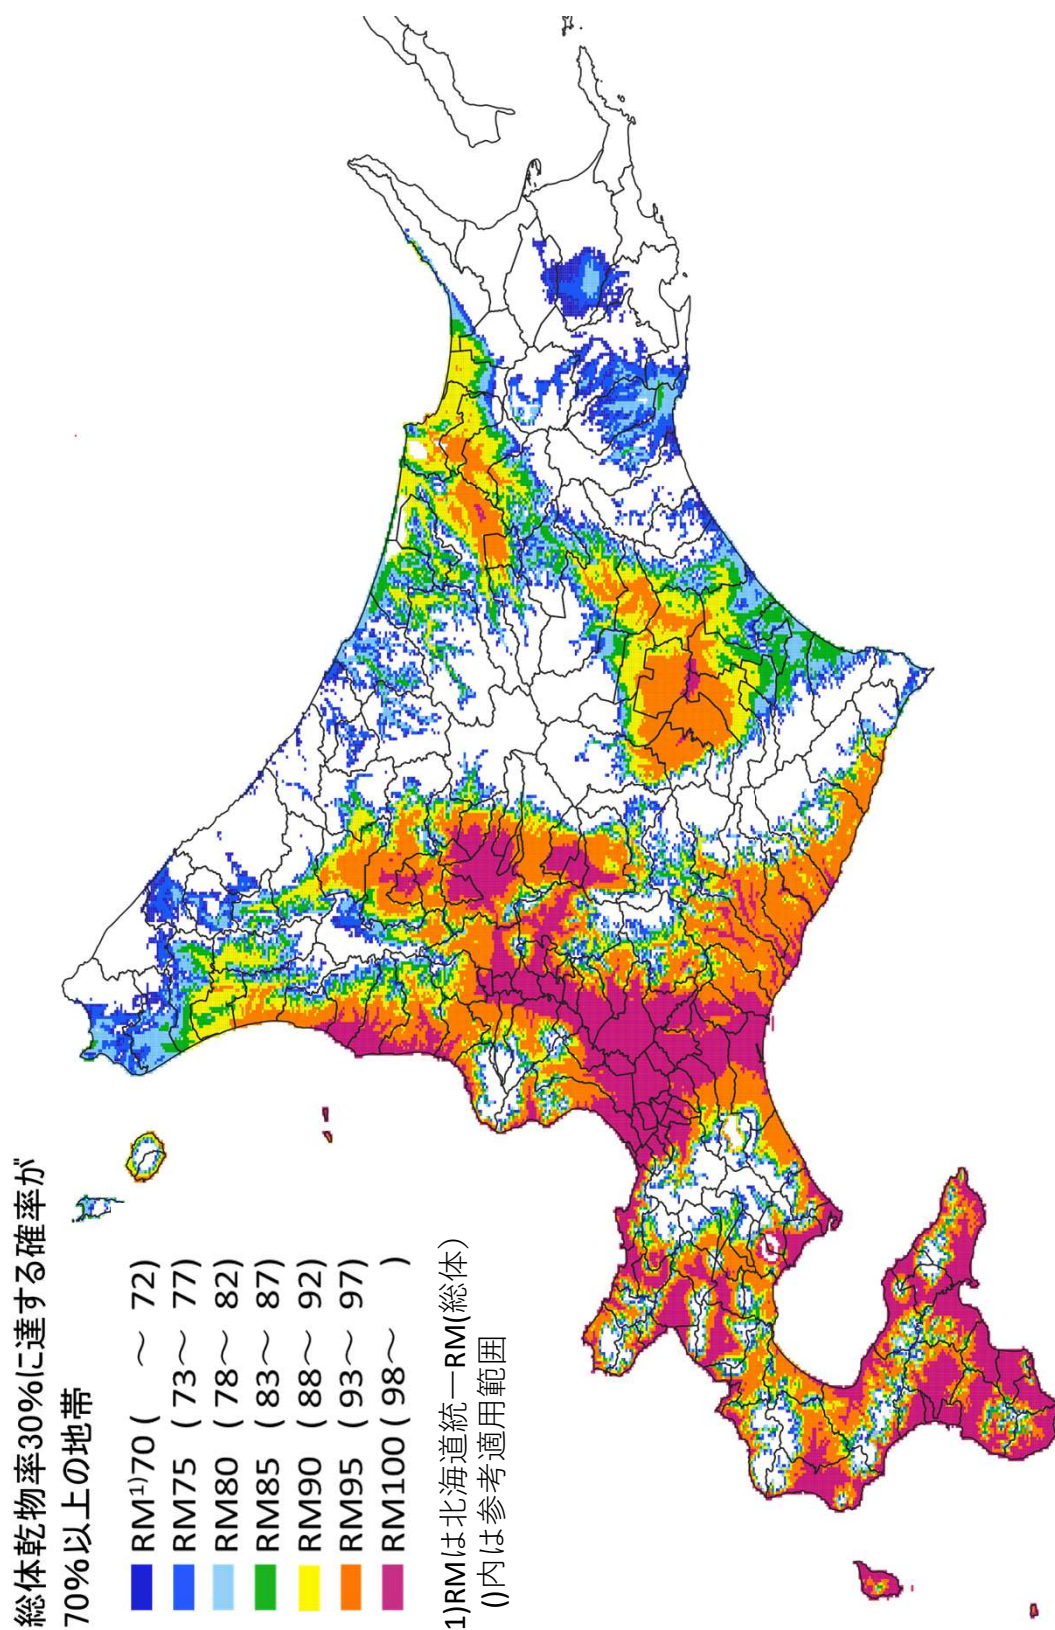 総体乾物率30%に達する確率が
70%以上の地帯
RM¹⁾70 ( ～ 72)
RM75 ( 73～ 77)
RM80 ( 78～ 82)
RM85 ( 83～ 87)
RM90 ( 88～ 92)
RM95 ( 93～ 97)
RM100 ( 98～ )
1)RMは北海道統一RM(総体)
()内は参考適用範囲